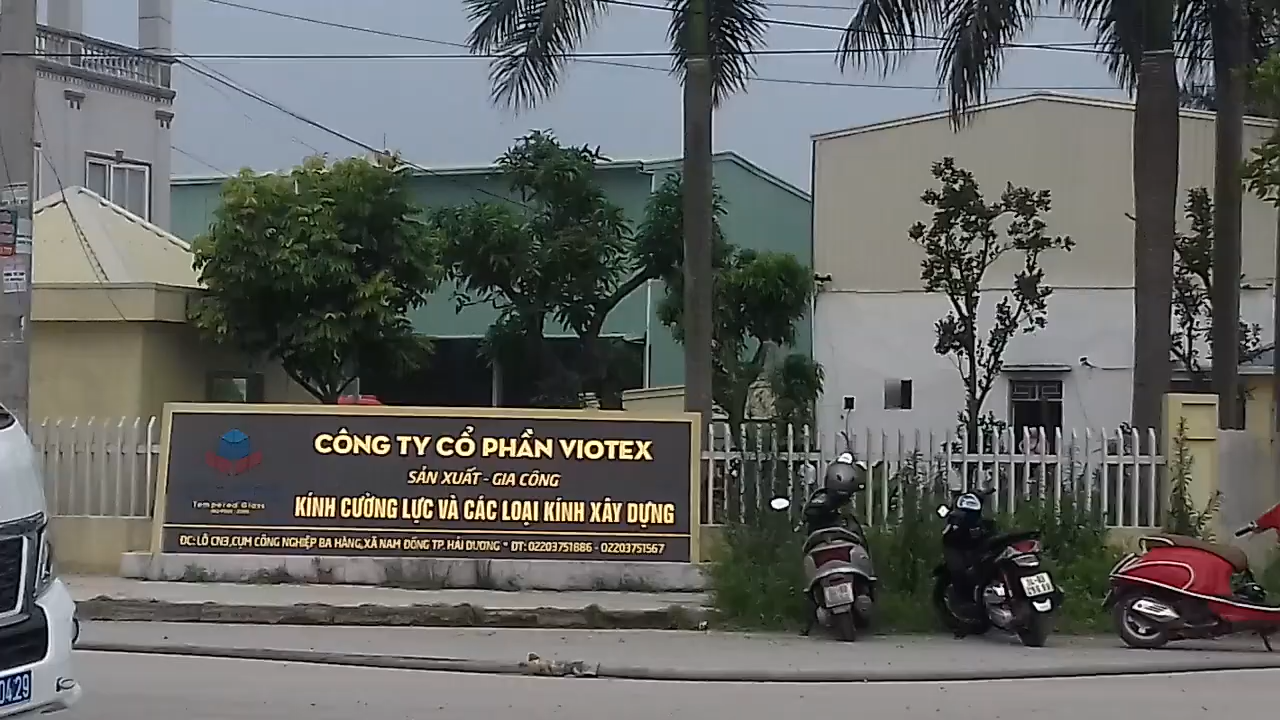 CÔNG TY CỔ PHẦN VIOTEX
SẢN XUẤT - GIA CÔNG
Tempered Glass
KÍNH CƯỜNG LỰC VÀ CÁC LOẠI KÍNH XÂY DỰNG
ĐC: LÔ CN3,CỤM CÔNG NGHIỆP BA HÀNG,XÃ NAM ĐỒNG TP. HẢI DƯƠNG * ĐT: 02203751886 - 02203751567
0429